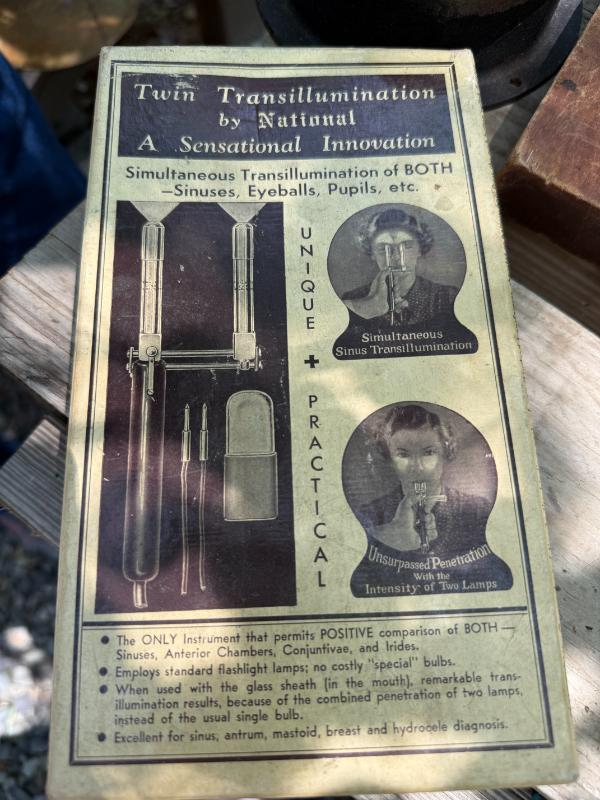 Twin Transillumination
by National
A Sensational Innovation
Simultaneous Transillumination of BOTH
—Sinuses, Eyeballs, Pupils, etc.
UNIQUE
+
PRACTICAL
Simultaneous
Sinus Transillumination
Unsurpassed Penetration
With the
Intensity of Two Lamps
● The ONLY Instrument that permits POSITIVE comparison of BOTH —
Sinuses, Anterior Chambers, Conjuntivae, and Irides.
● Employs standard flashlight lamps; no costly "special" bulbs.
● When used with the glass sheath (in the mouth), remarkable trans-
illumination results, because of the combined penetration of two lamps,
instead of the usual single bulb.
● Excellent for sinus, antrum, mastoid, breast and hydrocele diagnosis.